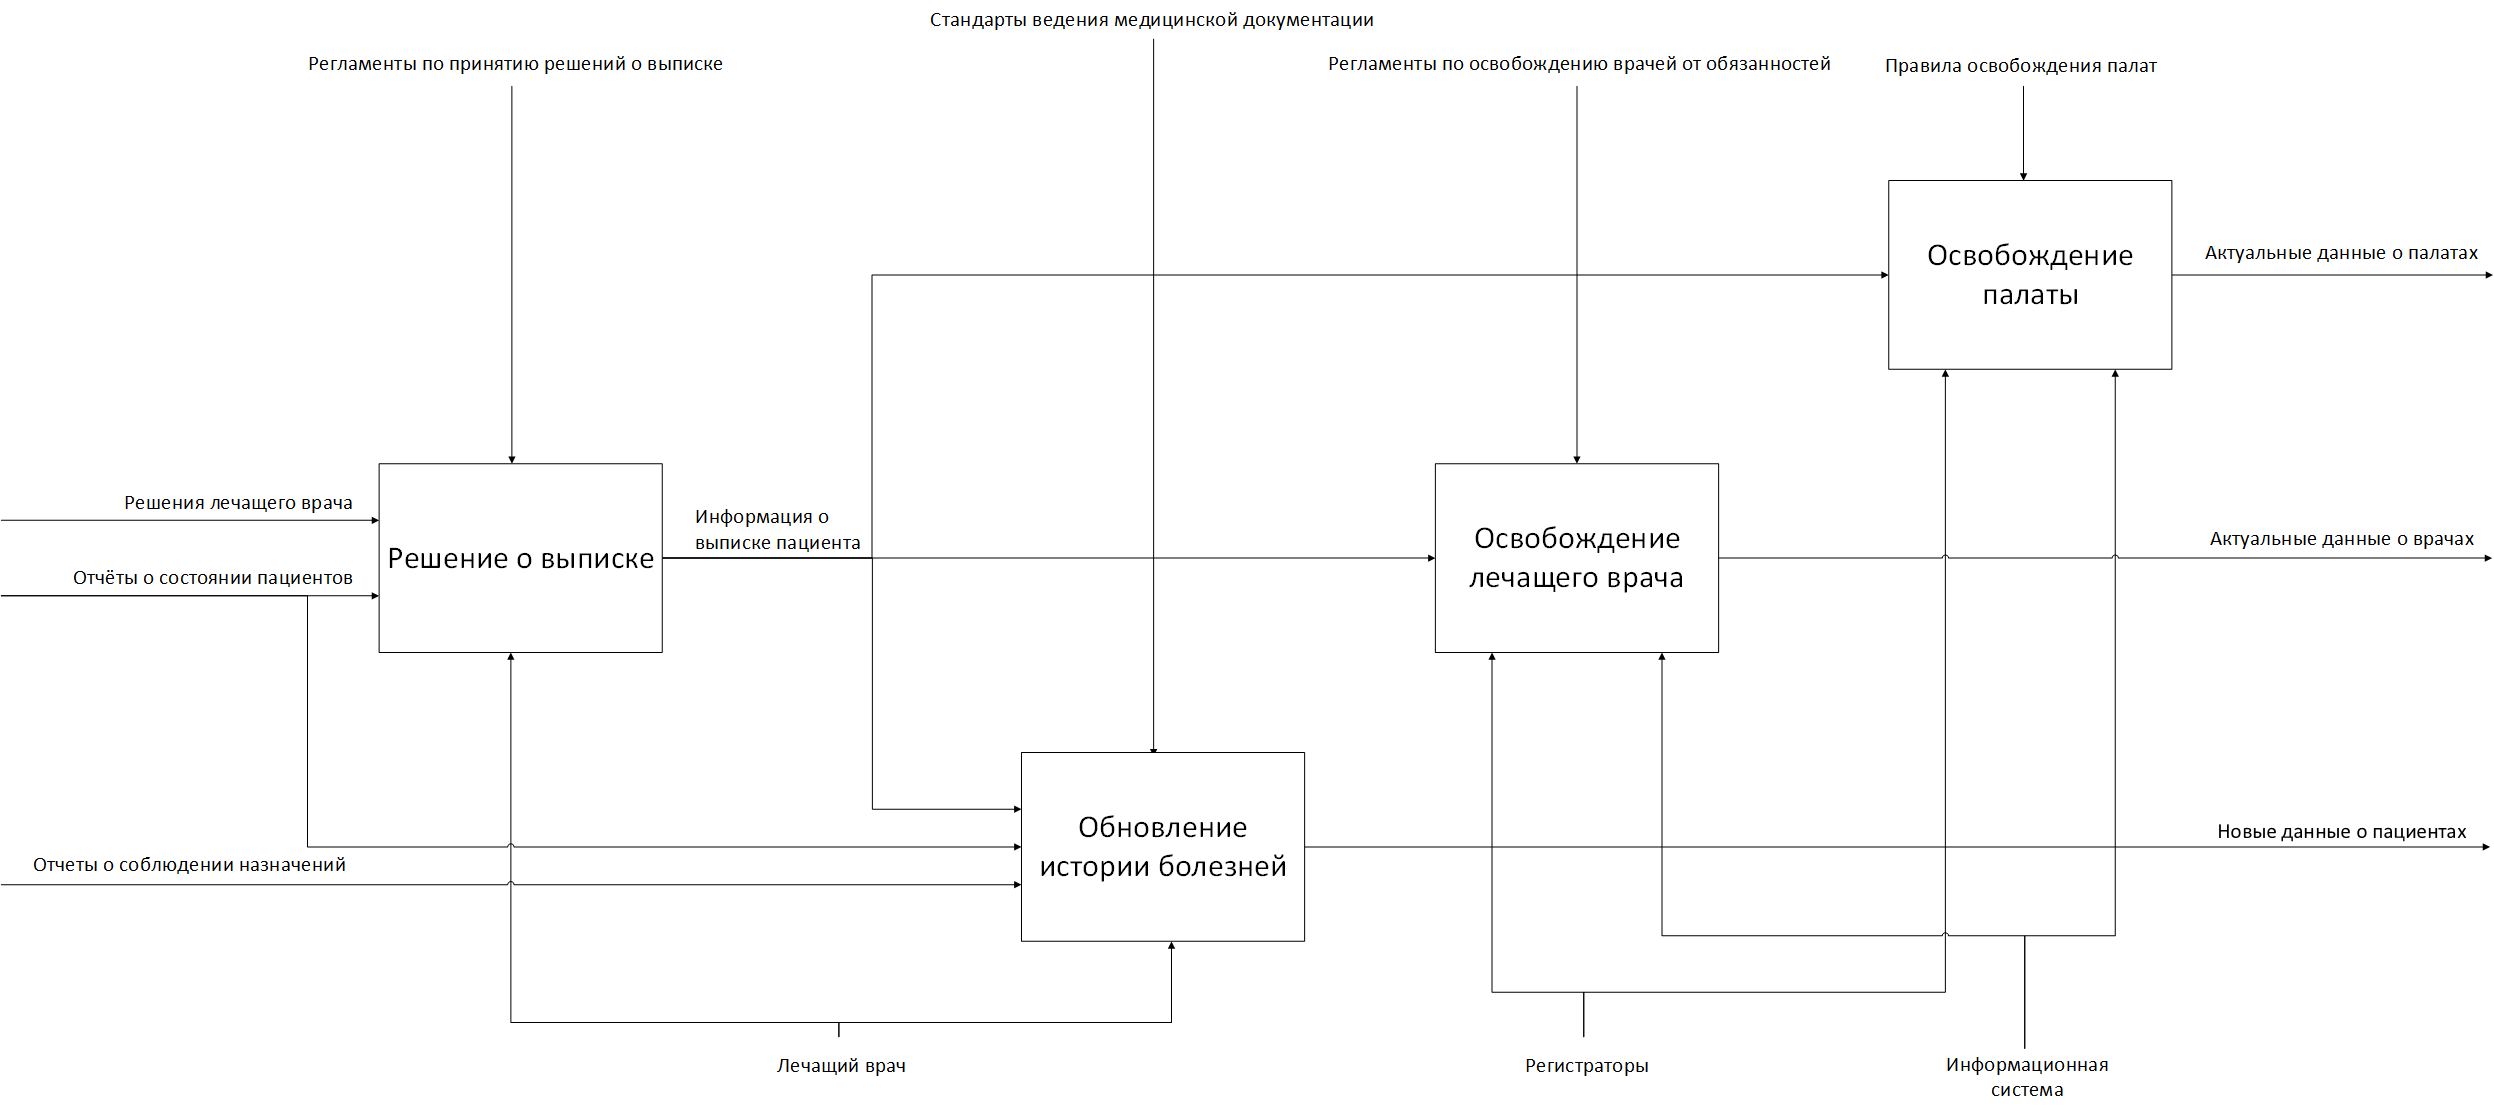 Стандарты ведения медицинской документации
Регламенты по принятию решений о выписке
Регламенты по освобождению врачей от обязанностей
Правила освобождения палат
Освобождение
палаты
Актуальные данные о палатах
Решения лечащего врача
Отчёты о состоянии пациентов
Решение о выписке
Информация о
выписке пациента
Освобождение
лечащего врача
Актуальные данные о врачах
Отчеты о соблюдении назначений
Обновление
истории болезней
Новые данные о пациентах
Лечащий врач
Регистраторы
Информационная
система